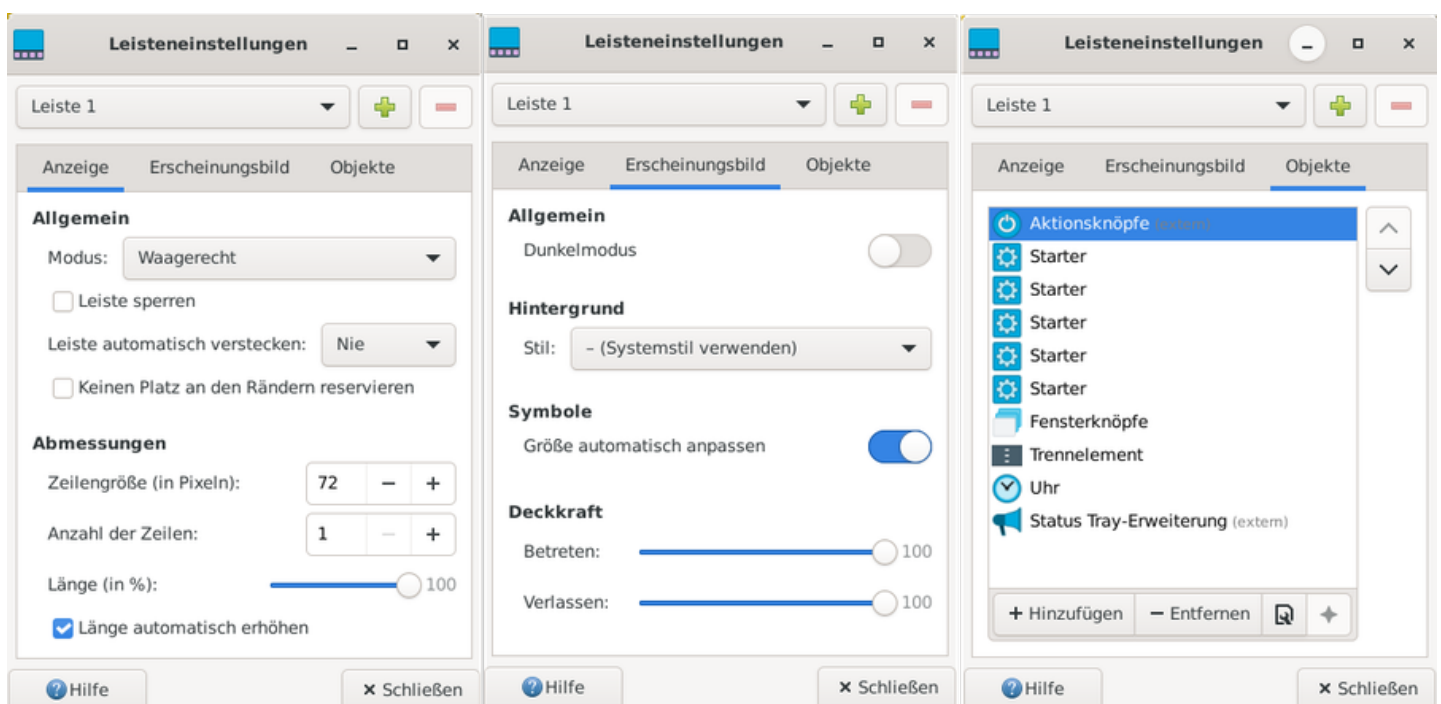 Leisteneinstellungen
Leiste 1
Anzeige Erscheinungsbild Objekte
Allgemein
Modus: Waagerecht
Leiste sperren
Leiste automatisch verstecken: Nie
Keinen Platz an den Rändern reservieren
Abmessungen
Zeilengröße (in Pixeln): 72 − +
Anzahl der Zeilen: 1 − +
Länge (in %): 100
Länge automatisch erhöhen
Hilfe × Schließen
Leisteneinstellungen
Leiste 1
Anzeige Erscheinungsbild Objekte
Allgemein
Dunkelmodus
Hintergrund
Stil: – (Systemstil verwenden)
Symbole
Größe automatisch anpassen
Deckkraft
Betreten: 100
Verlassen: 100
Hilfe × Schließen
Leisteneinstellungen
Leiste 1
Anzeige Erscheinungsbild Objekte
Aktionsknöpfe (extern)
Starter
Starter
Starter
Starter
Starter
Fensterknöpfe
Trennelement
Uhr
Status Tray-Erweiterung (extern)
+ Hinzufügen − Entfernen
Hilfe × Schließen